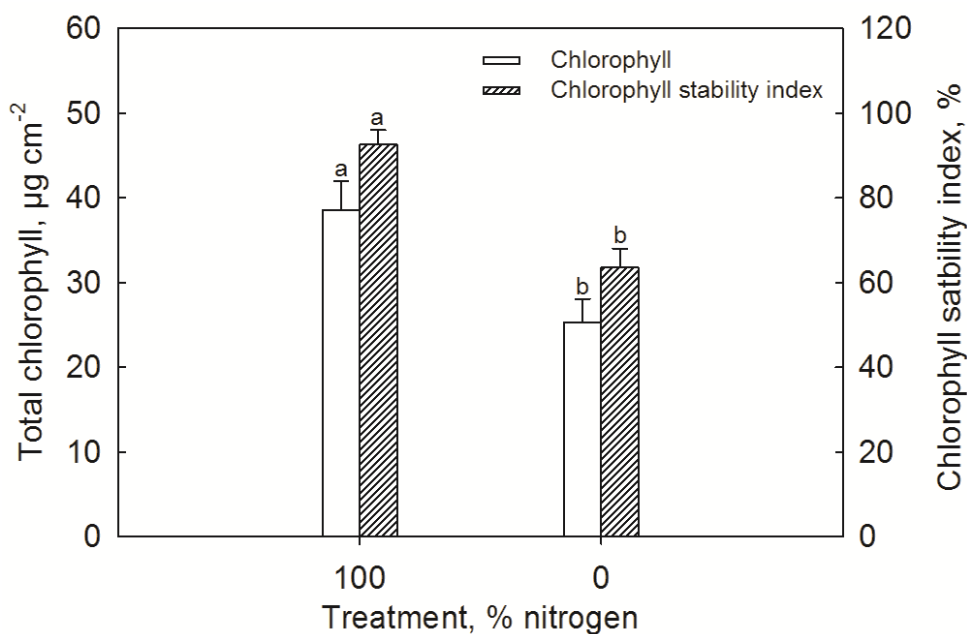 60
50
40
30
20
10
0
Total chlorophyll, µg cm-2
Chlorophyll
Chlorophyll stability index
a
a
b
b
120
100
80
60
40
20
0
Chlorophyll satbility index, %
100
0
Treatment, % nitrogen